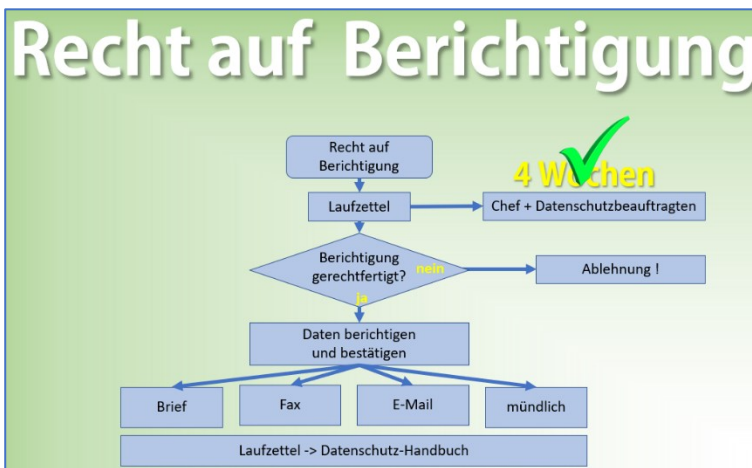 Recht auf Berichtigung
Recht auf
Berichtigung
4 Wochen
Laufzettel
Chef + Datenschutzbeauftragten
Berichtigung
gerechtfertigt?
nein
Ablehnung !
ja
Daten berichtigen
und bestätigen
Brief
Fax
E-Mail
mündlich
Laufzettel -> Datenschutz-Handbuch